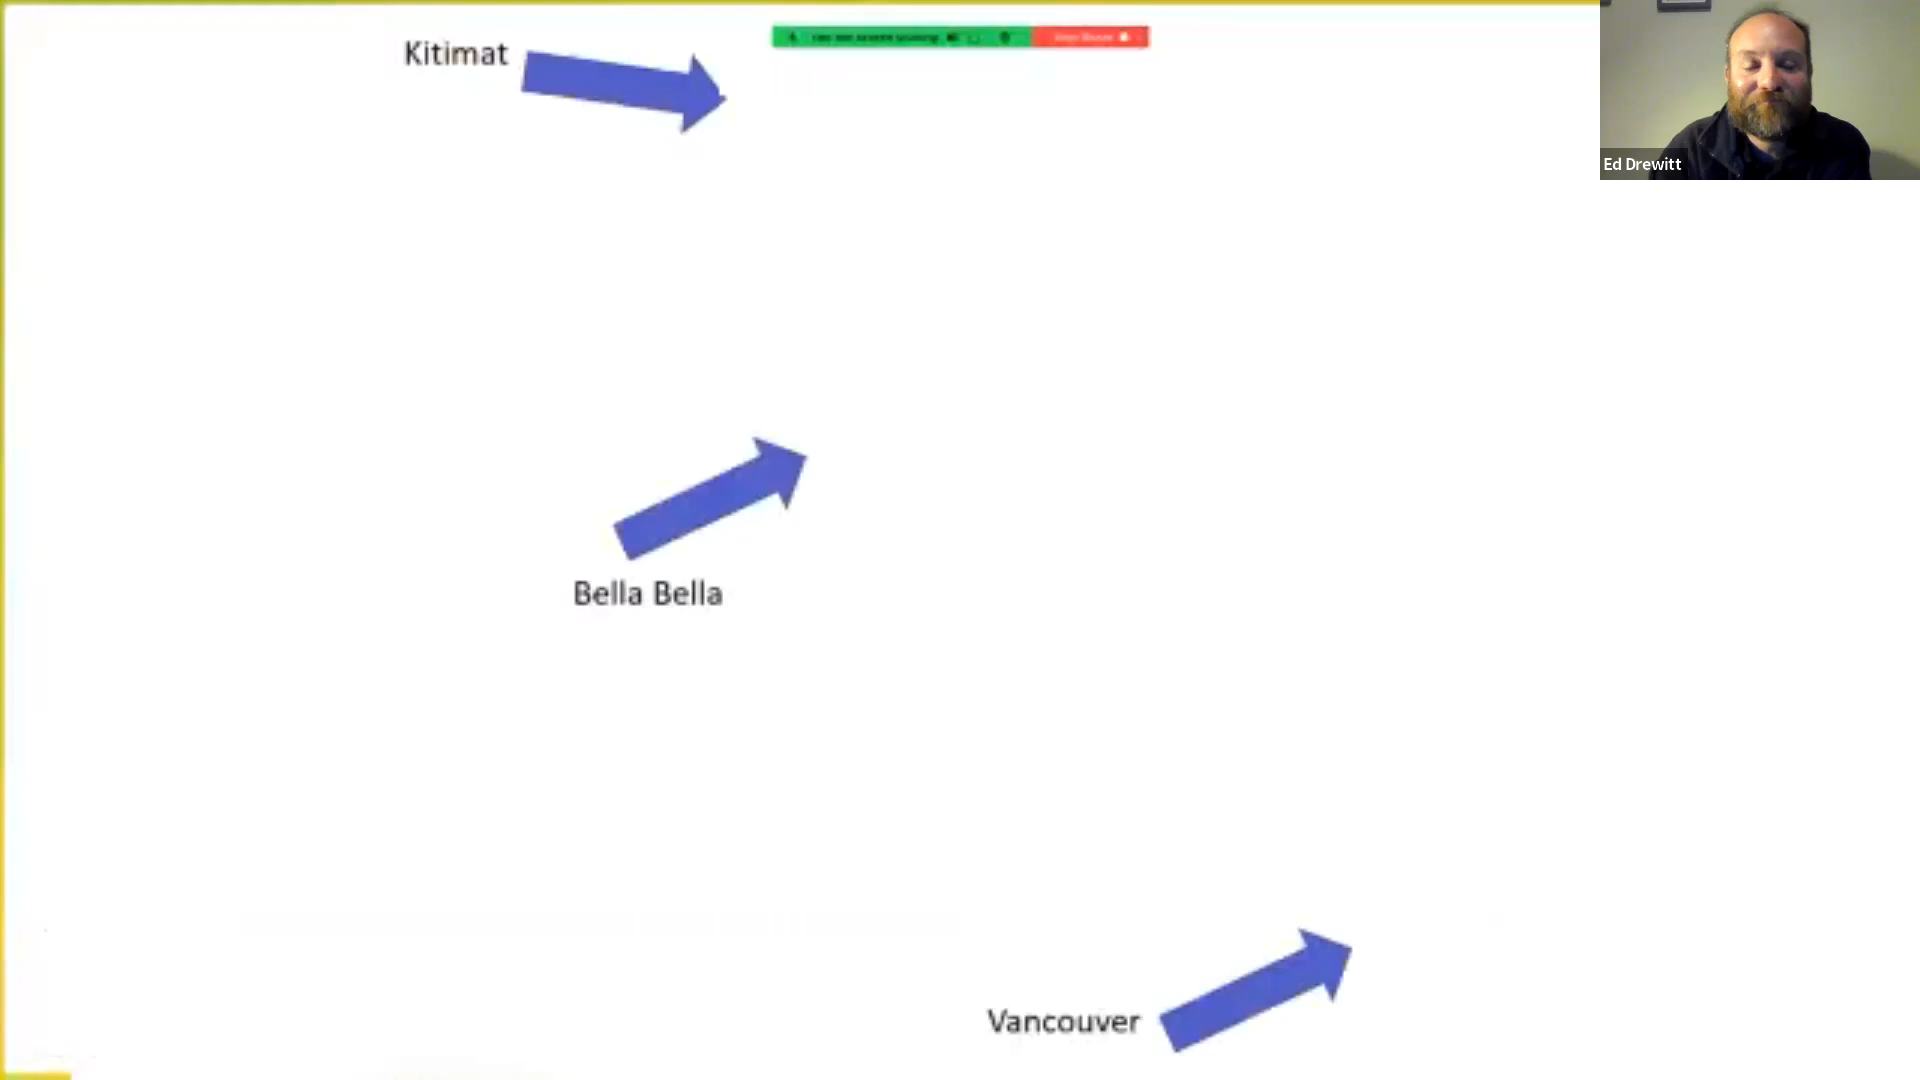 Kitimat
Ed Drewitt
Bella Bella
Vancouver